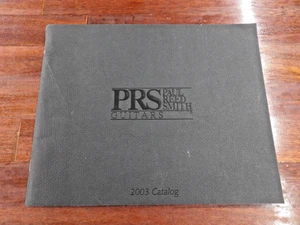 PRS PAUL
REED
SMITH
GUITARS
2003 Catalog